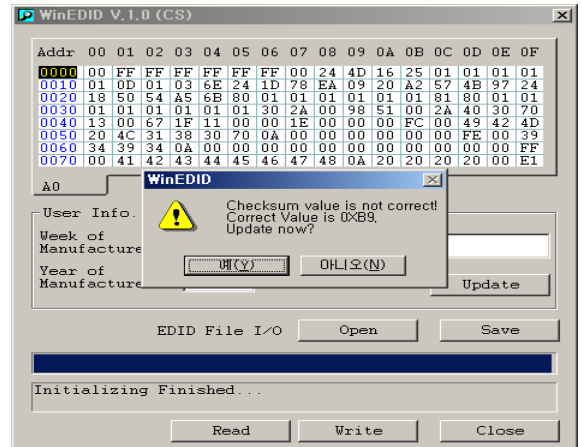 WinEDID V.1.0 (CS)
Addr 00 01 02 03 04 05 06 07 08 09 0A 0B 0C 0D 0E 0F
0000 00 FF FF FF FF FF FF 00 24 4D 16 25 01 01 01 01
0010 01 0D 01 03 6E 24 1D 78 EA 09 20 A2 57 4B 97 24
0020 18 50 54 A5 6B 80 01 01 01 01 01 01 81 80 01 01
0030 01 01 01 01 01 01 30 2A 00 98 51 00 2A 40 30 70
0040 13 00 67 1F 11 00 00 1E 00 00 00 FC 00 49 42 4D
0050 20 4C 31 38 30 70 0A 00 00 00 00 00 00 FE 00 39
0060 34 39 34 0A 00 00 00 00 00 00 00 00 00 00 00 FF
0070 00 41 42 43 44 45 46 47 48 0A 20 20 20 20 00 E1
A0
WinEDID
Checksum value is not correct!
Correct Value is 0XB9,
Update now?
예(Y) 아니오(N)
User Info.
Week of
Manufacture
Year of
Manufacture
Update
EDID File I/O Open Save
Initializing Finished...
Read Write Close